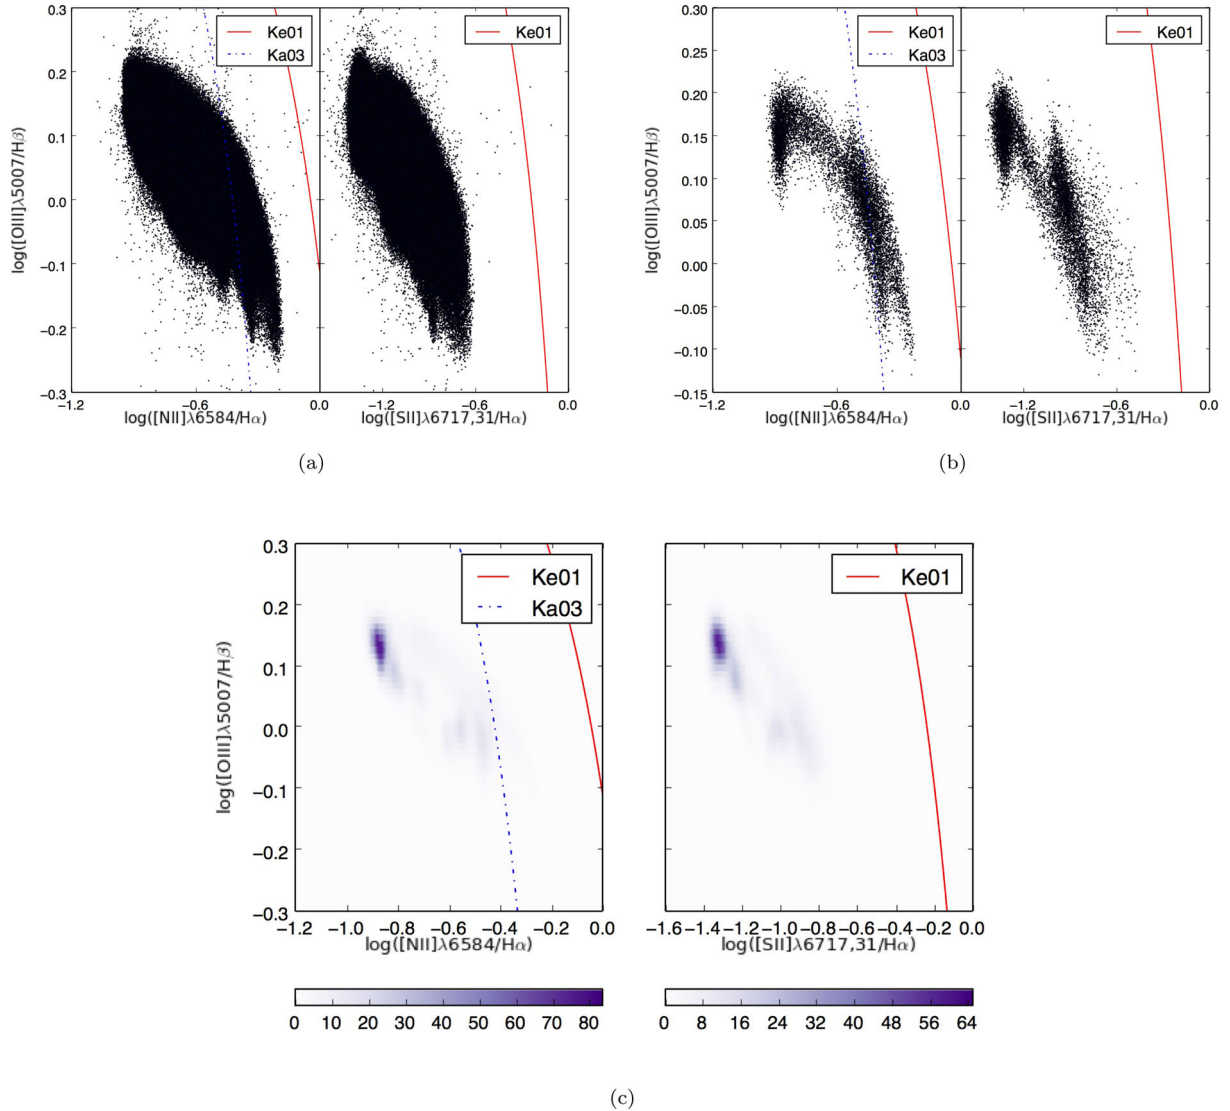 0.3
0.2
0.1
0.0
−0.1
−0.2
−0.3
log([OIII]λ5007/Hβ)
Ke01
Ka03
Ke01
−1.2
−0.6
0.0
−1.2
−0.6
0.0
log([NII]λ6584/Hα)
log([SII]λ6717,31/Hα)
(a)
0.30
0.25
0.20
0.15
0.10
0.05
0.00
−0.05
−0.10
−0.15
log([OIII]λ5007/Hβ)
Ke01
Ka03
Ke01
−1.2
−0.6
0.0
−1.2
−0.6
0.0
log([NII]λ6584/Hα)
log([SII]λ6717,31/Hα)
(b)
0.3
0.2
0.1
0.0
−0.1
−0.2
−0.3
log([OIII]λ5007/Hβ)
Ke01
Ka03
−1.2 −1.0 −0.8 −0.6 −0.4 −0.2 0.0
log([NII]λ6584/Hα)
Ke01
−1.6 −1.4 −1.2 −1.0 −0.8 −0.6 −0.4 −0.2 0.0
log([SII]λ6717,31/Hα)
0 10 20 30 40 50 60 70 80
0 8 16 24 32 40 48 56 64
(c)